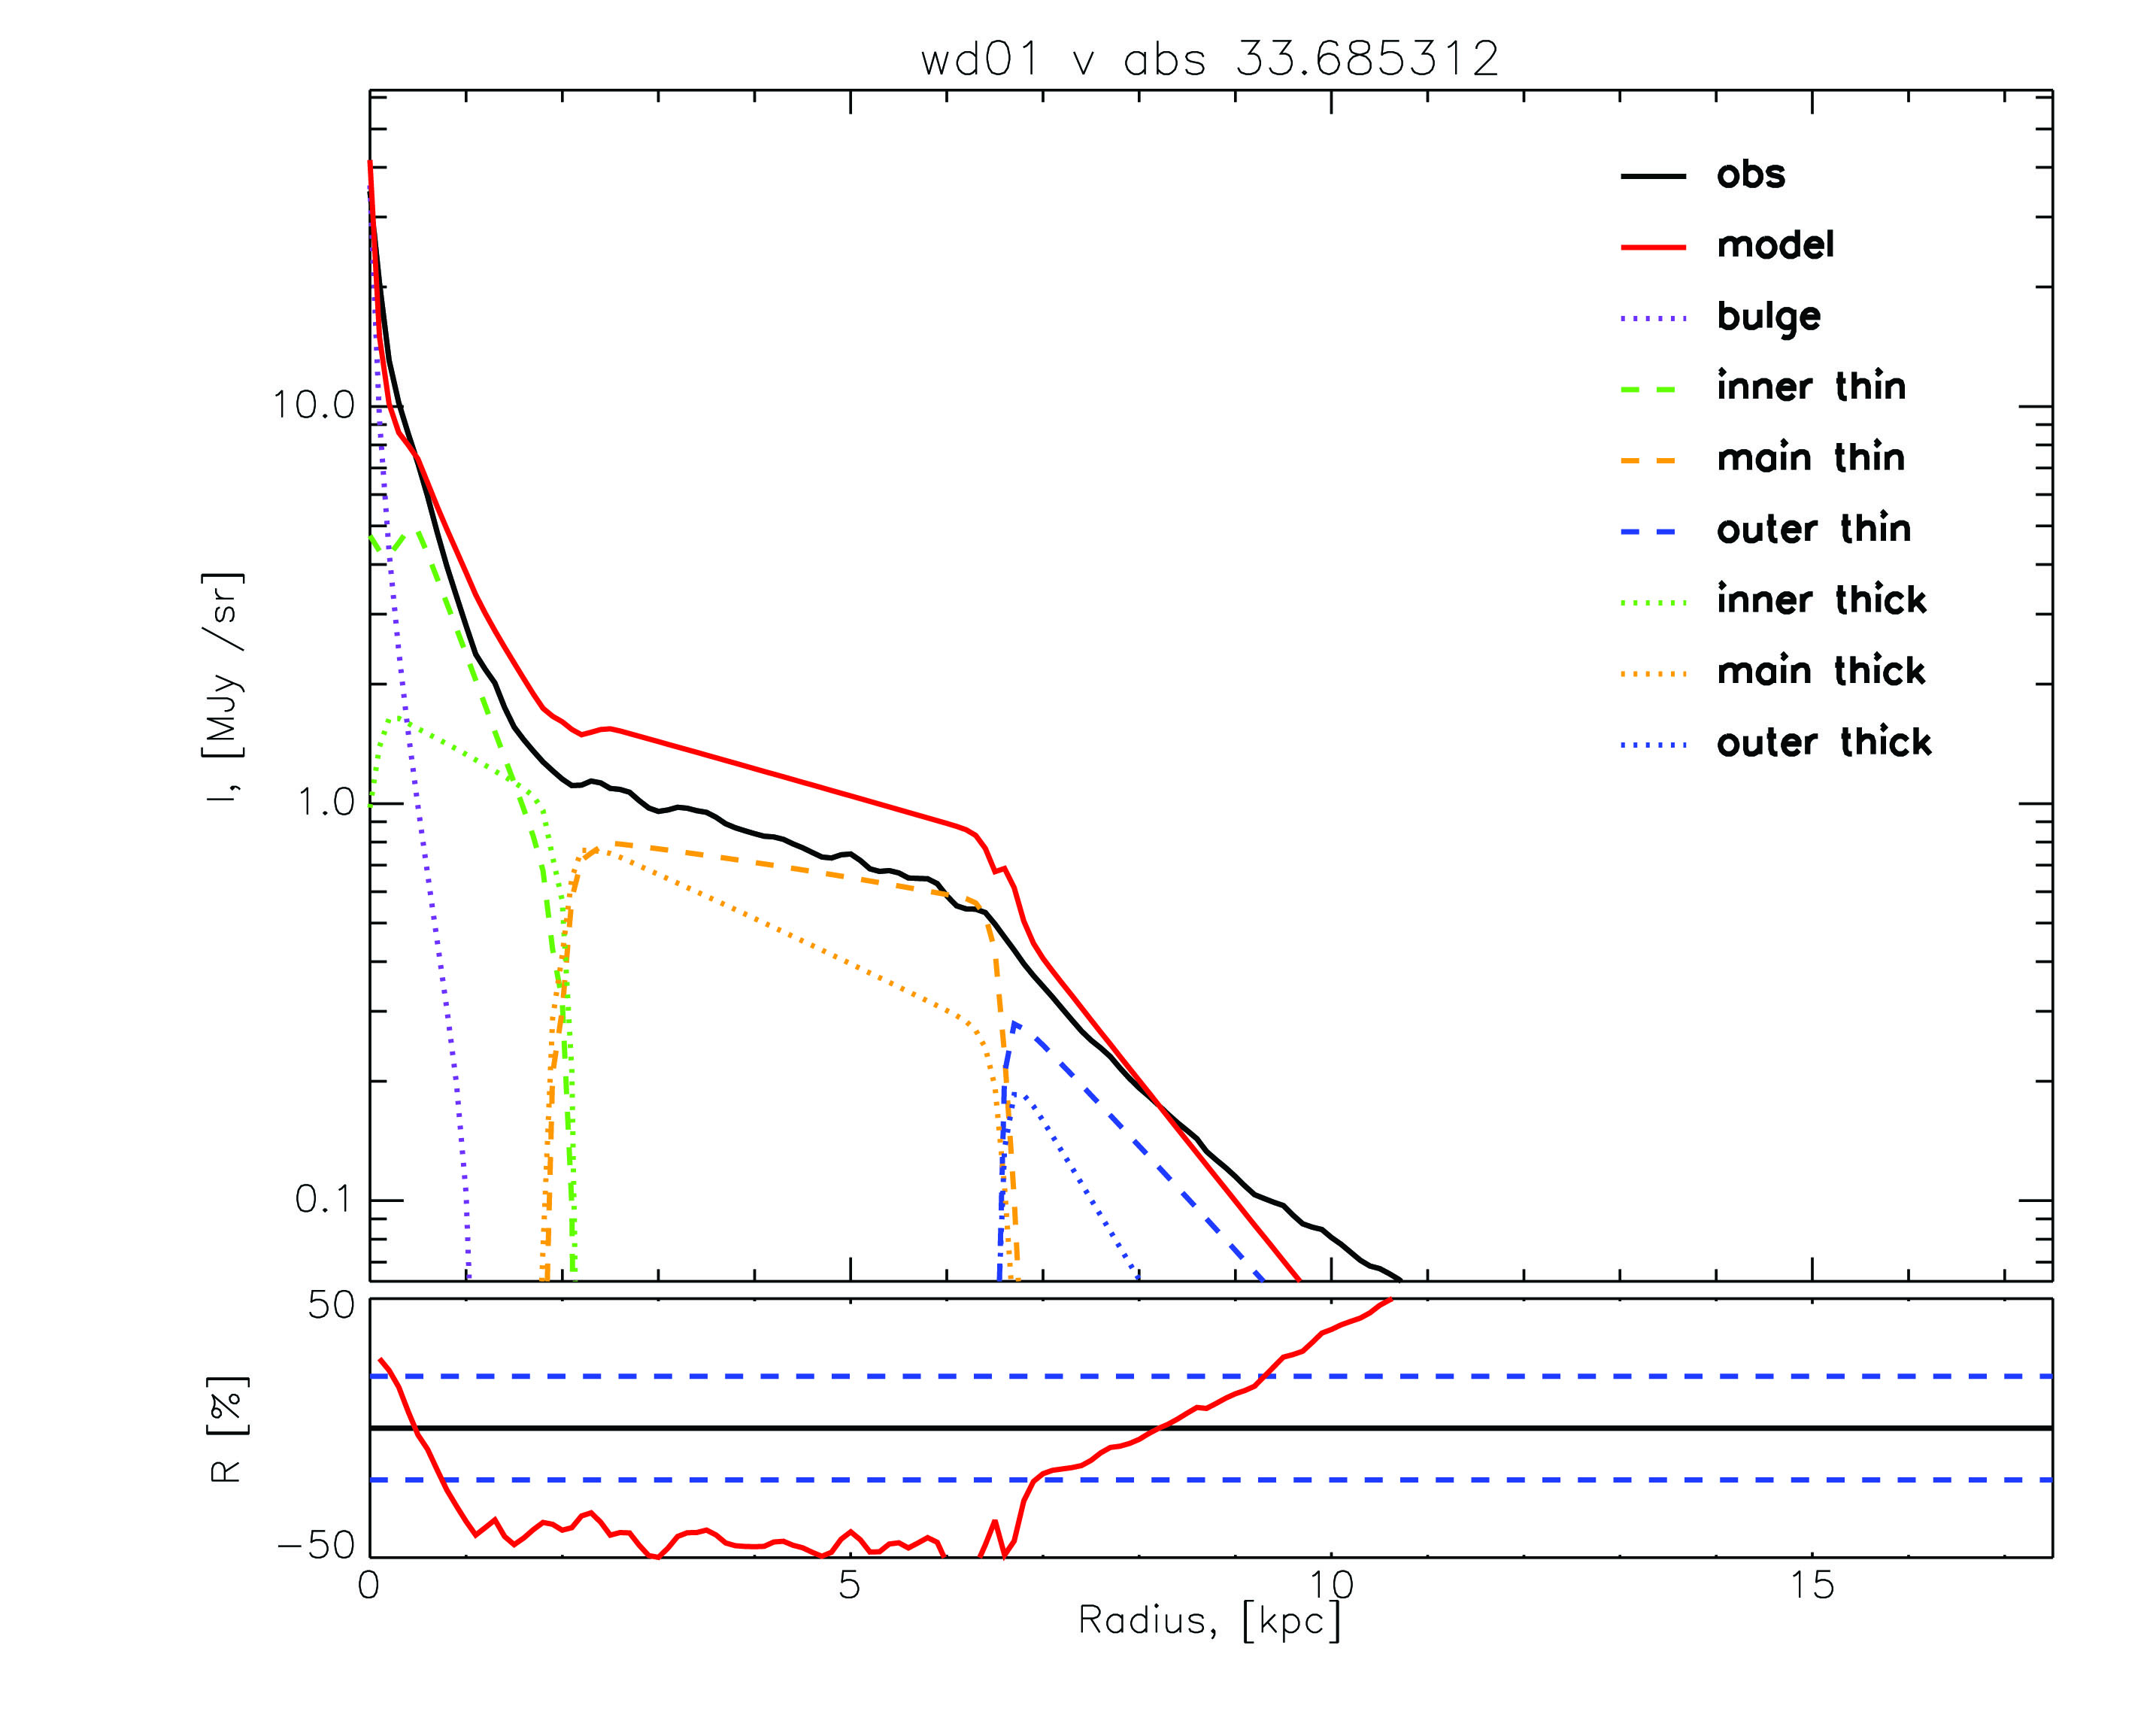 wd01 v abs 33.685312
obs
model
bulge
inner thin
main thin
outer thin
inner thick
main thick
outer thick
I, [MJy /sr]
10.0
1.0
0.1
R [%]
50
-50
0 5 10 15
Radius, [kpc]